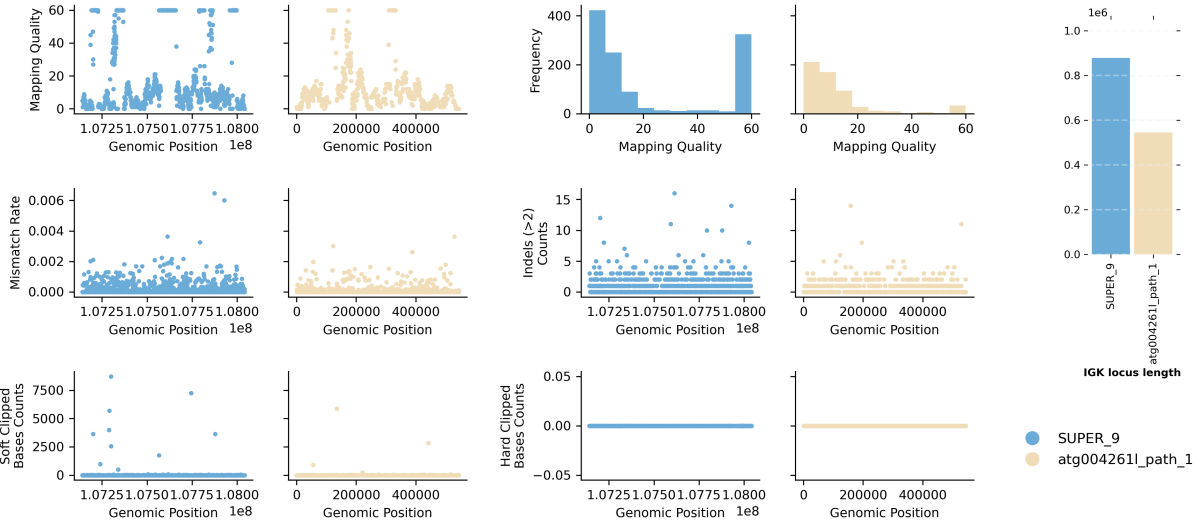 Mapping Quality
60
40
20
0
1.0725 1.0750 1.0775 1.0800
Genomic Position 1e8
0 200000 400000
Genomic Position
Frequency
400
200
0
0 20 40 60
Mapping Quality
0 20 40 60
Mapping Quality
1e6
1.0
0.8
0.6
0.4
0.2
0.0
SUPER_9
atg004261l_path_1
IGK locus length
Mismatch Rate
0.006
0.004
0.002
0.000
1.0725 1.0750 1.0775 1.0800
Genomic Position 1e8
0 200000 400000
Genomic Position
Indels (>2)
Counts
15
10
5
0
1.0725 1.0750 1.0775 1.0800
Genomic Position 1e8
0 200000 400000
Genomic Position
Soft Clipped
Bases Counts
7500
5000
2500
0
1.0725 1.0750 1.0775 1.0800
Genomic Position 1e8
0 200000 400000
Genomic Position
Hard Clipped
Bases Counts
0.05
0.00
−0.05
1.0725 1.0750 1.0775 1.0800
Genomic Position 1e8
0 200000 400000
Genomic Position
SUPER_9
atg004261l_path_1